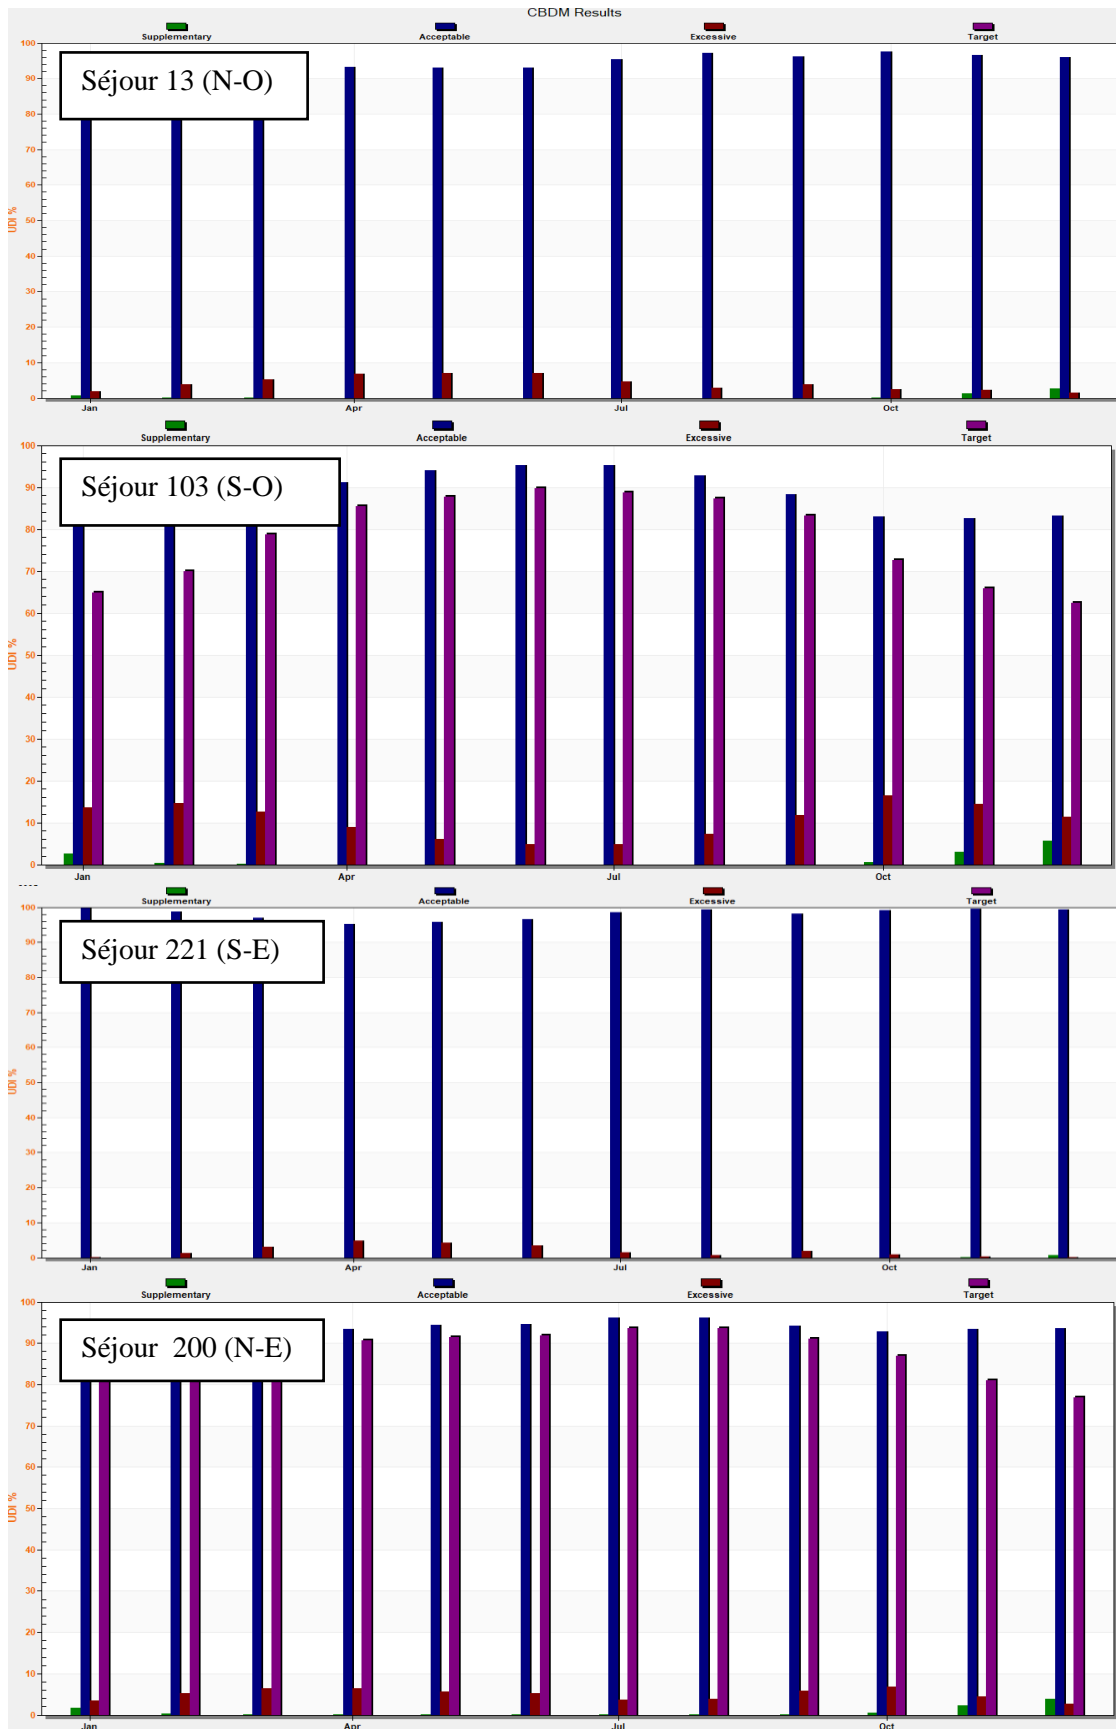 CBDM Results
Supplementary Acceptable Excessive Target
Séjour 13 (N-O)
100
90
80
70
60
50
40
30
20
10
0
UDI %
Jan Apr Jul Oct
Supplementary Acceptable Excessive Target
Séjour 103 (S-O)
100
90
80
70
60
50
40
30
20
10
0
UDI %
Jan Apr Jul Oct
Supplementary Acceptable Excessive Target
Séjour 221 (S-E)
100
90
80
70
60
50
40
30
20
10
0
UDI %
Jan Apr Jul Oct
Supplementary Acceptable Excessive Target
Séjour 200 (N-E)
100
90
80
70
60
50
40
30
20
10
0
UDI %
Jan Apr Jul Oct